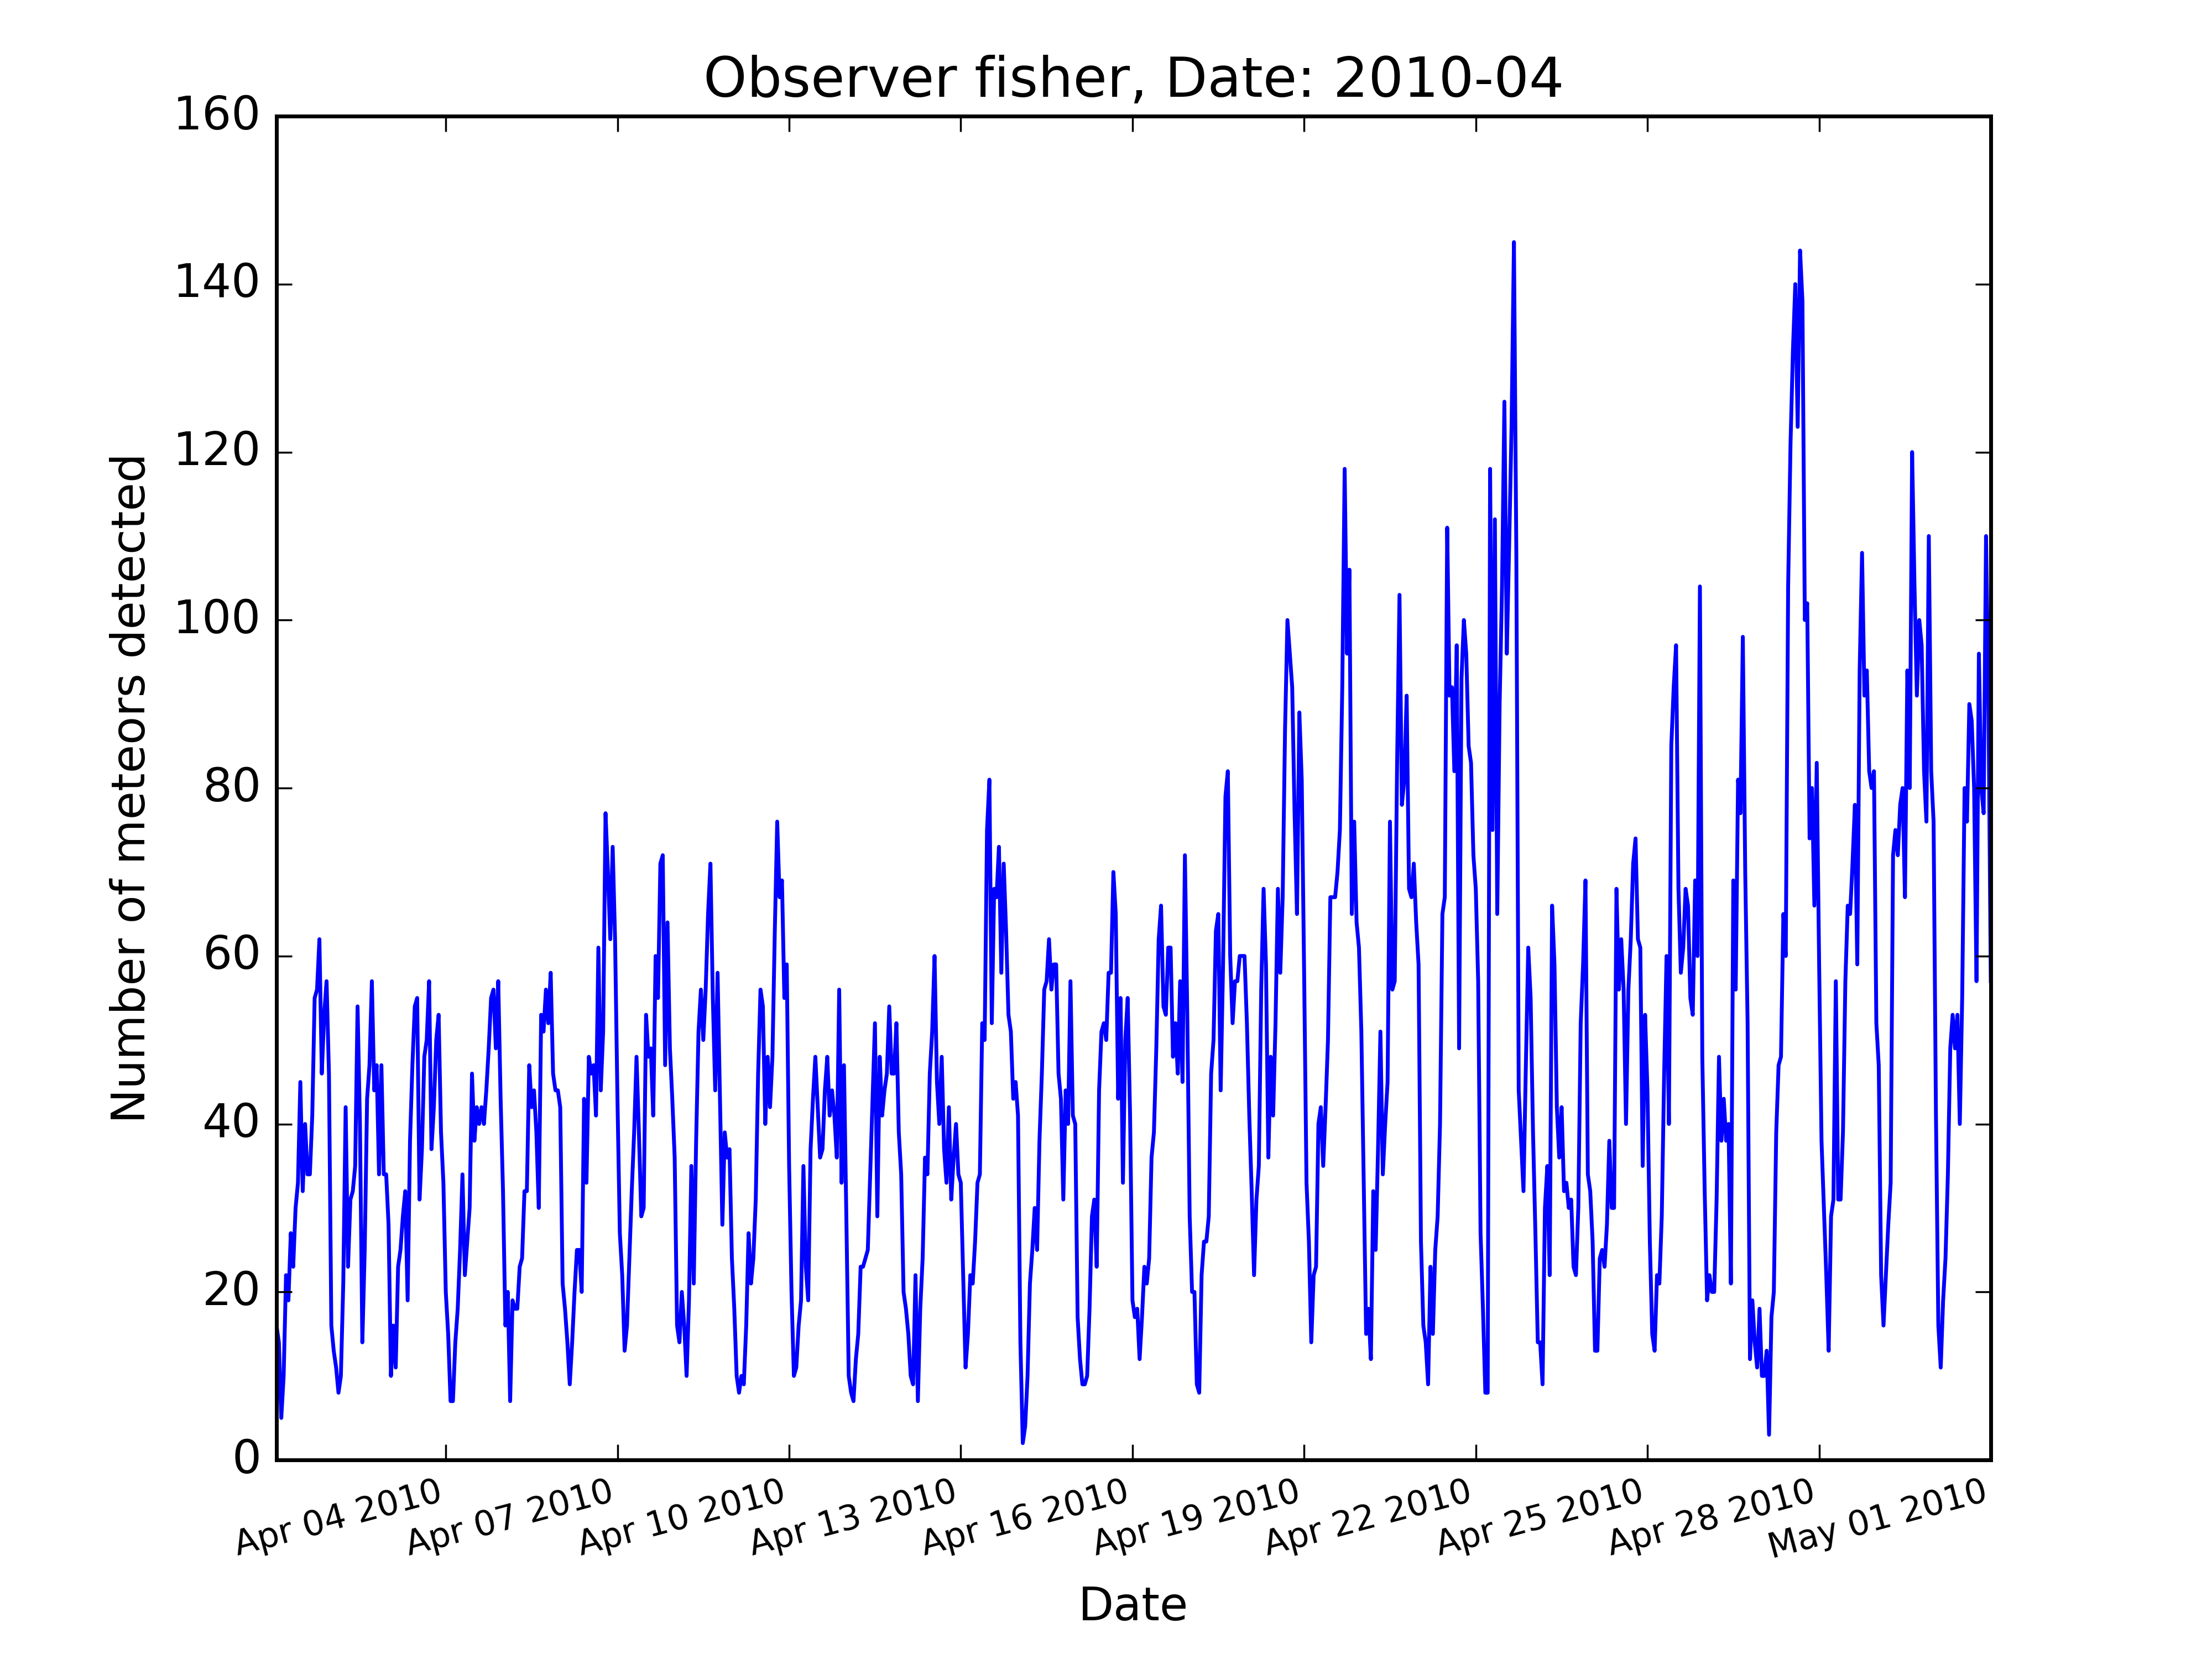 Observer fisher, Date: 2010-04
160
140
120
100
80
60
40
20
0
Number of meteors detected
Apr 04 2010
Apr 07 2010
Apr 10 2010
Apr 13 2010
Apr 16 2010
Apr 19 2010
Apr 22 2010
Apr 25 2010
Apr 28 2010
May 01 2010
Date